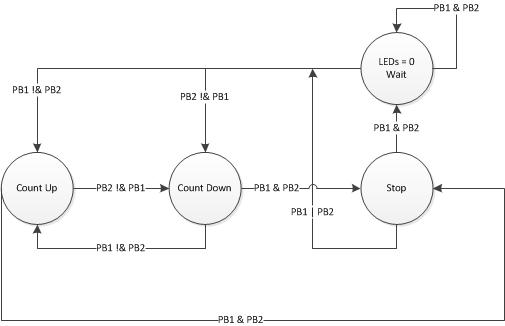 PB1 & PB2
LEDs = 0
Wait
PB1 !& PB2
PB2 !& PB1
PB1 & PB2
Count Up
PB2 !& PB1
Count Down
PB1 & PB2
Stop
PB1 | PB2
PB1 !& PB2
PB1 & PB2